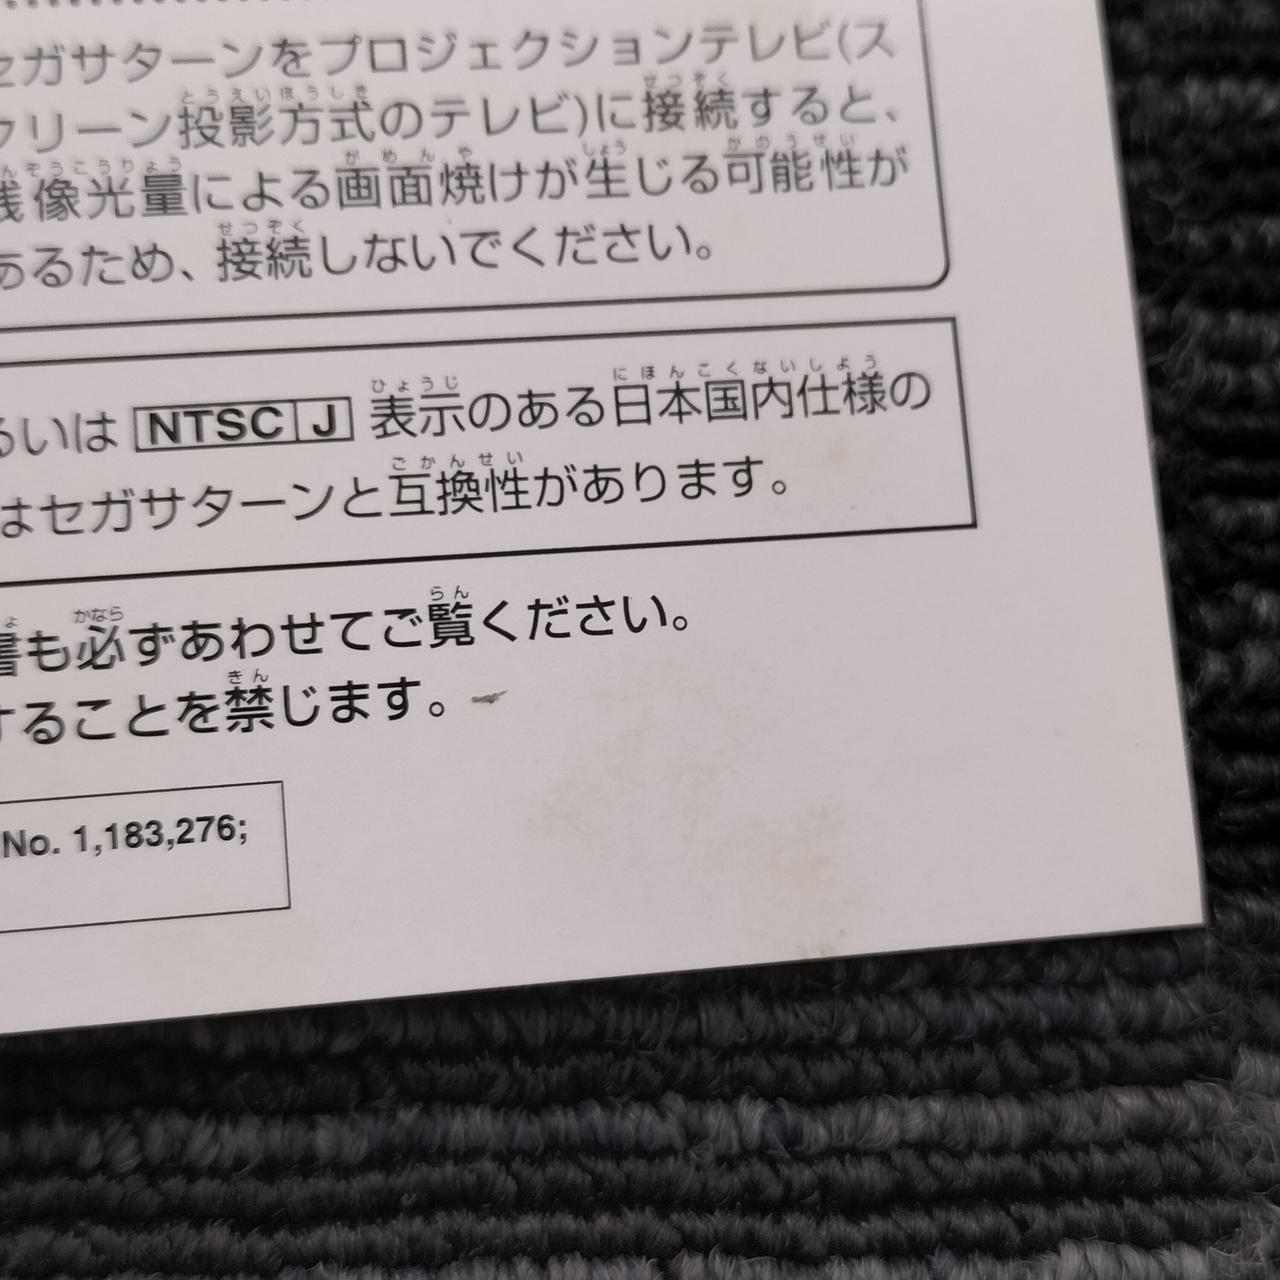 セガサターンをプロジェクションテレビ(ス
クリーン投影方式のテレビ)に接続すると、
残像光量による画面焼けが生じる可能性が
あるため、接続しないでください。
るいは NTSC J 表示のある日本国内仕様の
はセガサターンと互換性があります。
書も必ずあわせてご覧ください。
することを禁じます。
No. 1,183,276;